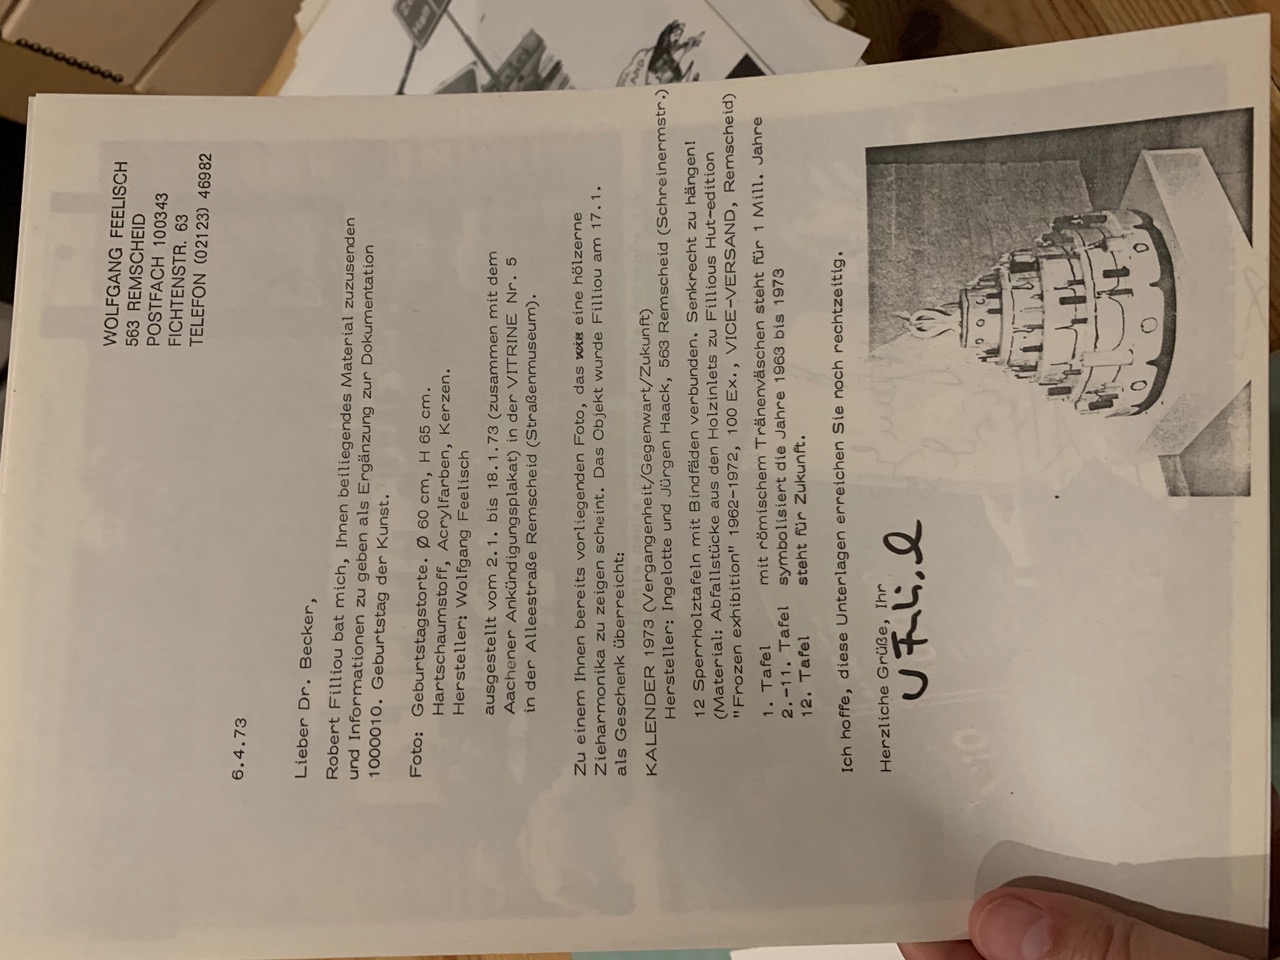 WOLFGANG FEELISCH
563 REMSCHEID
POSTFACH 100343
FICHTENSTR. 63
TELEFON (02123) 46982
6.4.73
Lieber Dr. Becker,
Robert Filliou bat mich, Ihnen beiliegendes Material zuzusenden
und Informationen zu geben als Ergänzung zur Dokumentation
1000010. Geburtstag der Kunst.
Foto: Geburtstagstorte. Ø 60 cm, H 65 cm.
Hartschaumstoff, Acrylfarben, Kerzen.
Hersteller: Wolfgang Feelisch
ausgestellt vom 2.1. bis 18.1.73 (zusammen mit dem
Aachener Ankündigungsplakat) in der VITRINE Nr. 5
in der Alleestraße Remscheid (Straßenmuseum).
Zu einem Ihnen bereits vorliegenden Foto, das eine hölzerne
Zieharmonika zu zeigen scheint. Das Objekt wurde Filliou am 17.1.
als Geschenk überreicht:
KALENDER 1973 (Vergangenheit/Gegenwart/Zukunft)
Hersteller: Ingelotte und Jürgen Haack, 563 Remscheid (Schreinermstr.)
12 Sperrholztafeln mit Bindfäden verbunden. Senkrecht zu hängen!
(Material: Abfallstücke aus den Holzinlets zu Fillious Hut-edition
"Frozen exhibition" 1962-1972, 100 Ex., VICE-VERSAND, Remscheid)
1. Tafel mit römischem Tränenväschen steht für 1 Mill. Jahre
2.-11. Tafel symbolisiert die Jahre 1963 bis 1973
12. Tafel steht für Zukunft.
Ich hoffe, diese Unterlagen erreichen Sie noch rechtzeitig.
Herzliche Grüße, Ihr